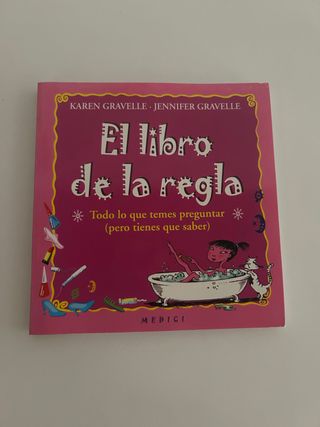 KAREN GRAVELLE · JENNIFER GRAVELLE
El libro
de la regla
Todo lo que temes preguntar
(pero tienes que saber)
MEDICI